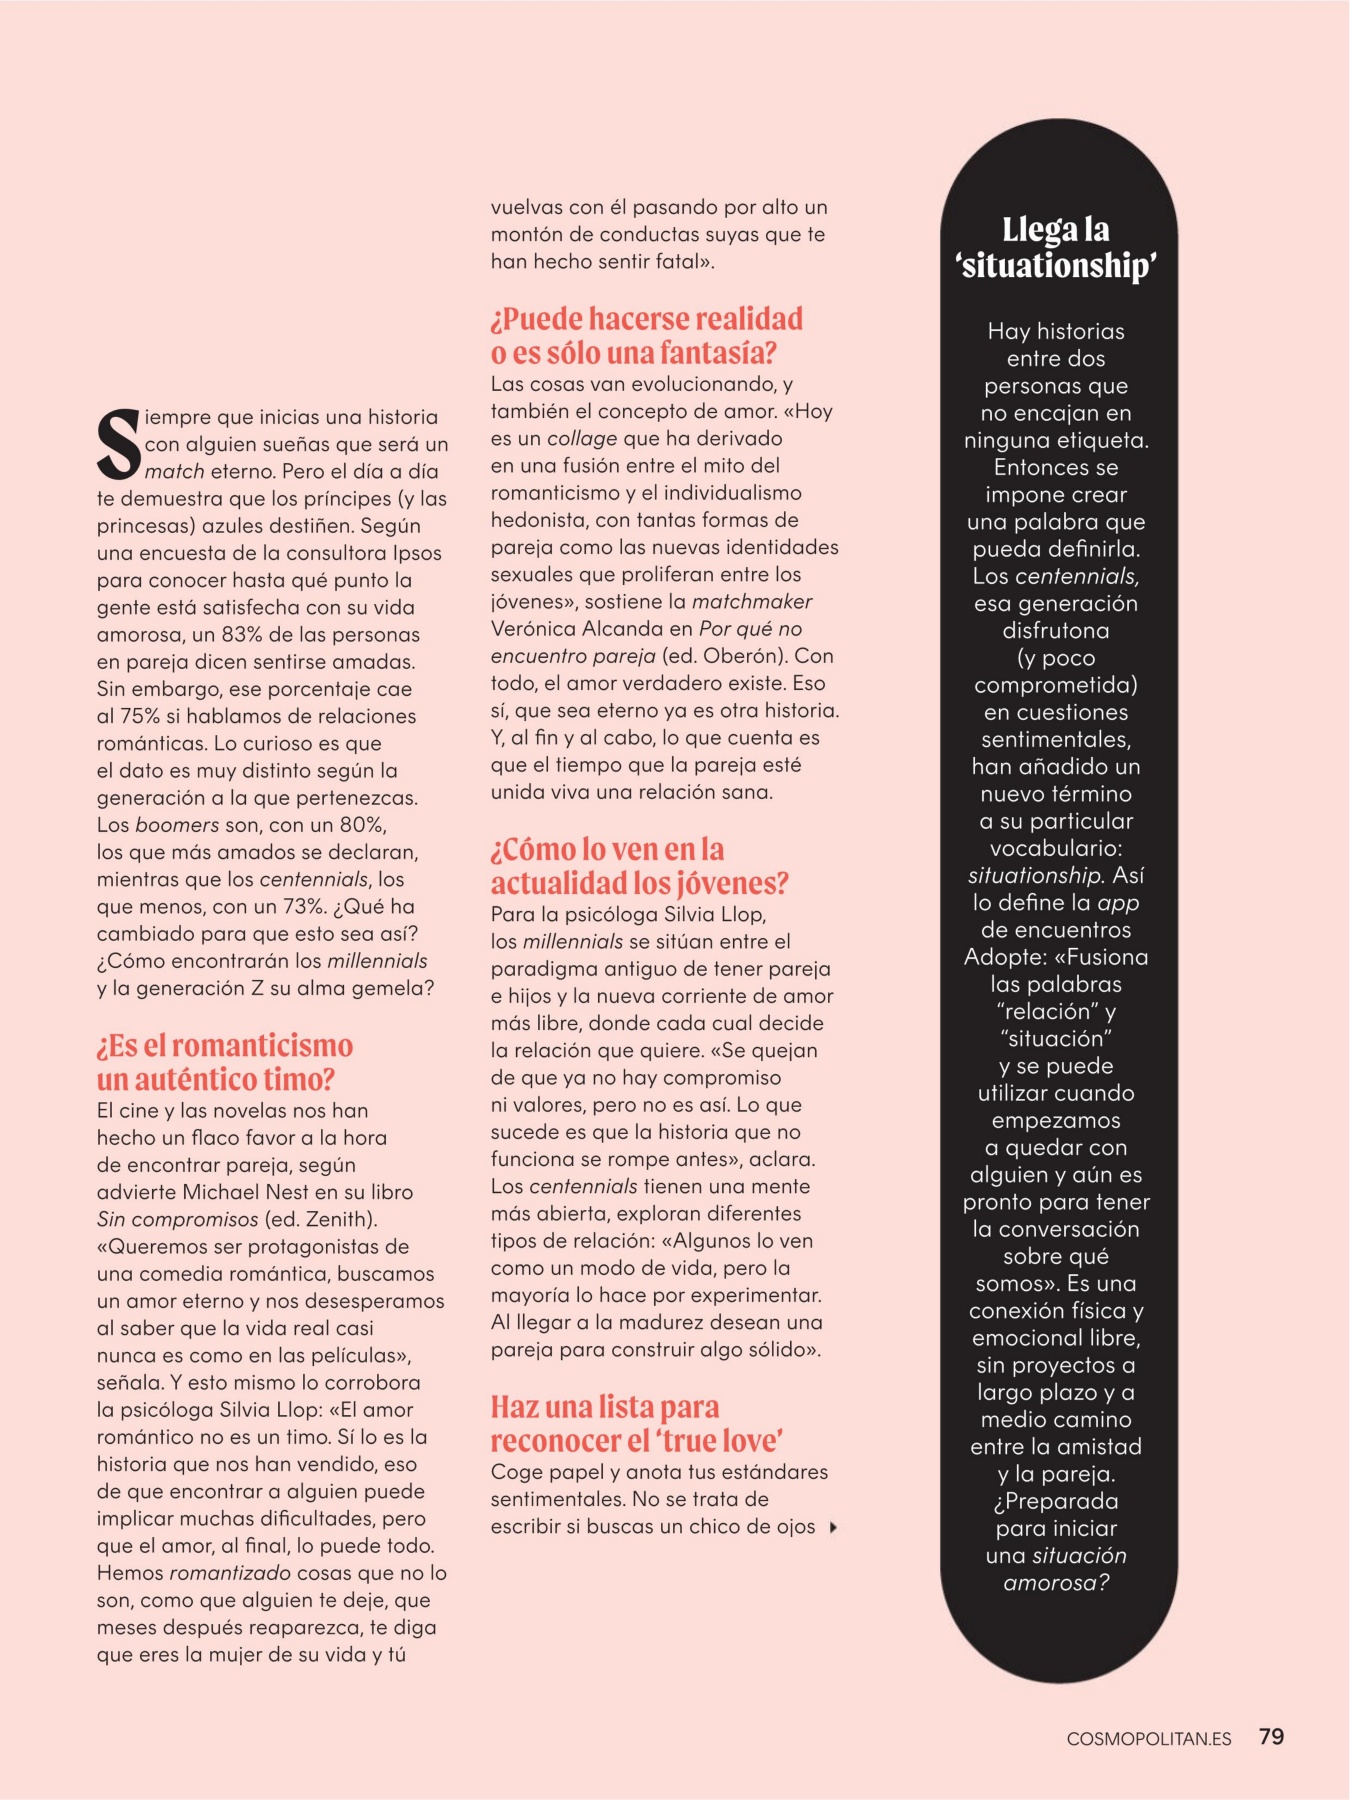 Siempre que inicias una historia
con alguien sueñas que será un
match eterno. Pero el día a día
te demuestra que los príncipes (y las
princesas) azules destiñen. Según
una encuesta de la consultora Ipsos
para conocer hasta qué punto la
gente está satisfecha con su vida
amorosa, un 83% de las personas
en pareja dicen sentirse amadas.
Sin embargo, ese porcentaje cae
al 75% si hablamos de relaciones
románticas. Lo curioso es que
el dato es muy distinto según la
generación a la que pertenezcas.
Los boomers son, con un 80%,
los que más amados se declaran,
mientras que los centennials, los
que menos, con un 73%. ¿Qué ha
cambiado para que esto sea así?
¿Cómo encontrarán los millennials
y la generación Z su alma gemela?
¿Es el romanticismo
un auténtico timo?
El cine y las novelas nos han
hecho un flaco favor a la hora
de encontrar pareja, según
advierte Michael Nest en su libro
Sin compromisos (ed. Zenith).
«Queremos ser protagonistas de
una comedia romántica, buscamos
un amor eterno y nos desesperamos
al saber que la vida real casi
nunca es como en las películas»,
señala. Y esto mismo lo corrobora
la psicóloga Silvia Llop: «El amor
romántico no es un timo. Sí lo es la
historia que nos han vendido, eso
de que encontrar a alguien puede
implicar muchas dificultades, pero
que el amor, al final, lo puede todo.
Hemos romantizado cosas que no lo
son, como que alguien te deje, que
meses después reaparezca, te diga
que eres la mujer de su vida y tú
vuelvas con él pasando por alto un
montón de conductas suyas que te
han hecho sentir fatal».
¿Puede hacerse realidad
o es sólo una fantasía?
Las cosas van evolucionando, y
también el concepto de amor. «Hoy
es un collage que ha derivado
en una fusión entre el mito del
romanticismo y el individualismo
hedonista, con tantas formas de
pareja como las nuevas identidades
sexuales que proliferan entre los
jóvenes», sostiene la matchmaker
Verónica Alcanda en Por qué no
encuentro pareja (ed. Oberón). Con
todo, el amor verdadero existe. Eso
sí, que sea eterno ya es otra historia.
Y, al fin y al cabo, lo que cuenta es
que el tiempo que la pareja esté
unida viva una relación sana.
¿Cómo lo ven en la
actualidad los jóvenes?
Para la psicóloga Silvia Llop,
los millennials se sitúan entre el
paradigma antiguo de tener pareja
e hijos y la nueva corriente de amor
más libre, donde cada cual decide
la relación que quiere. «Se quejan
de que ya no hay compromiso
ni valores, pero no es así. Lo que
sucede es que la historia que no
funciona se rompe antes», aclara.
Los centennials tienen una mente
más abierta, exploran diferentes
tipos de relación: «Algunos lo ven
como un modo de vida, pero la
mayoría lo hace por experimentar.
Al llegar a la madurez desean una
pareja para construir algo sólido».
Haz una lista para
reconocer el ‘true love’
Coge papel y anota tus estándares
sentimentales. No se trata de
escribir si buscas un chico de ojos
Llega la
‘situationship’
Hay historias
entre dos
personas que
no encajan en
ninguna etiqueta.
Entonces se
impone crear
una palabra que
pueda definirla.
Los centennials,
esa generación
disfrutona
(y poco
comprometida)
en cuestiones
sentimentales,
han añadido un
nuevo término
a su particular
vocabulario:
situationship. Así
lo define la app
de encuentros
Adopte: «Fusiona
las palabras
“relación” y
“situación”
y se puede
utilizar cuando
empezamos
a quedar con
alguien y aún es
pronto para tener
la conversación
sobre qué
somos». Es una
conexión física y
emocional libre,
sin proyectos a
largo plazo y a
medio camino
entre la amistad
y la pareja.
¿Preparada
para iniciar
una situación
amorosa?
COSMOPOLITAN.ES 79